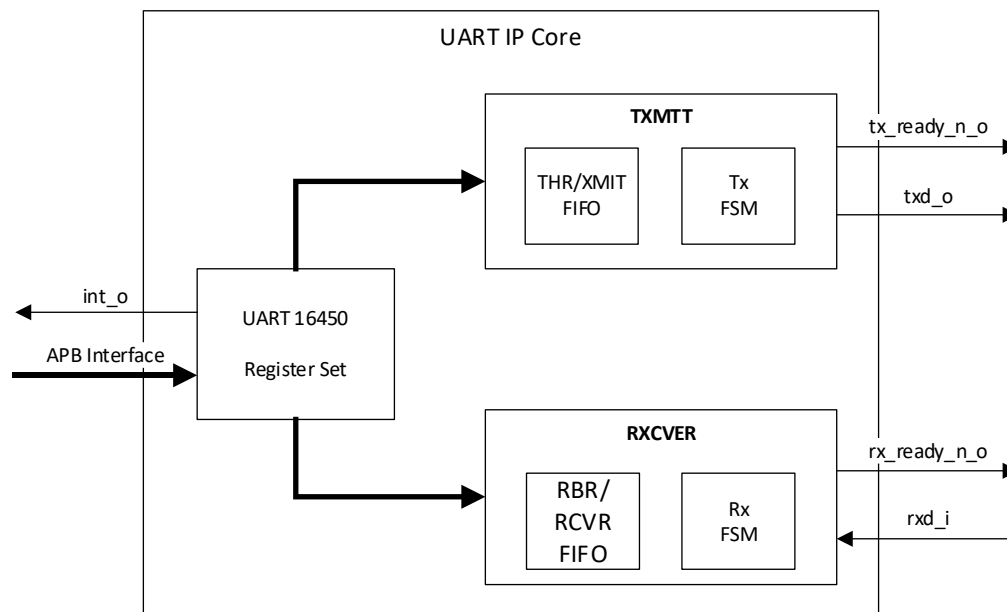 UART IP Core
TXMTT
tx_ready_n_o
THR/XMIT
FIFO
Tx
FSM
txd_o
int_o
UART 16450
Register Set
APB Interface
RXCVER
rx_ready_n_o
RBR/
RCVR
FIFO
Rx
FSM
rxd_i